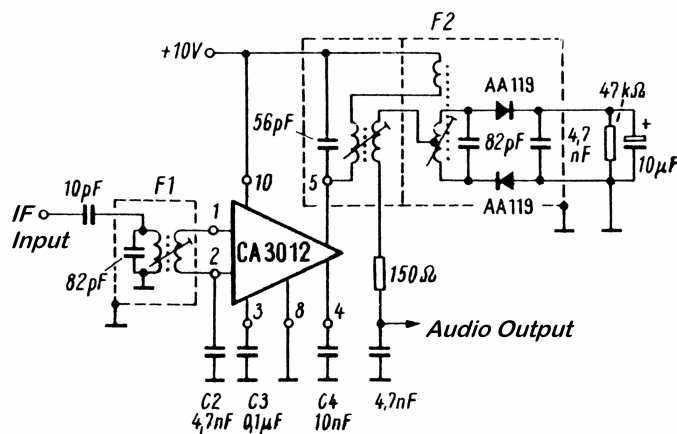 F2
+10V
AA119
47kΩ
56pF
82pF
4,7
nF
+
10µF
10pF
F1
10
5
AA119
IF
Input
1
2
CA3012
82pF
150Ω
3
8
4
Audio Output
C2
4,7nF
C3
0,1µF
C4
10nF
4,7nF